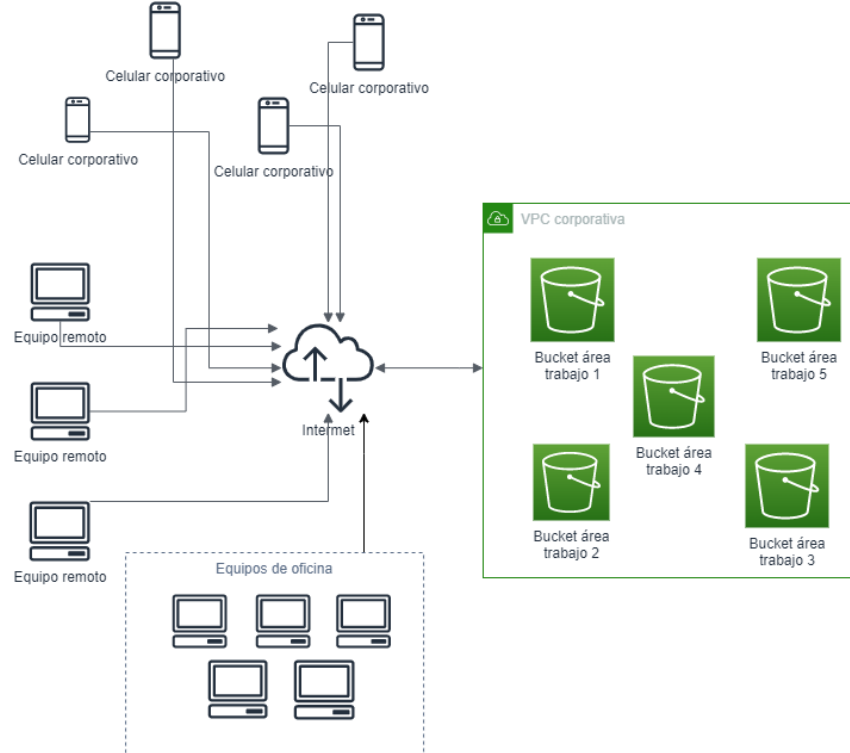 Celular corporativo
Celular corporativo
Celular corporativo
Celular corporativo
VPC corporativa
Equipo remoto
Bucket área
trabajo 1
Bucket área
trabajo 5
Internet
Equipo remoto
Bucket área
trabajo 4
Bucket área
trabajo 2
Bucket área
trabajo 3
Equipo remoto
Equipos de oficina